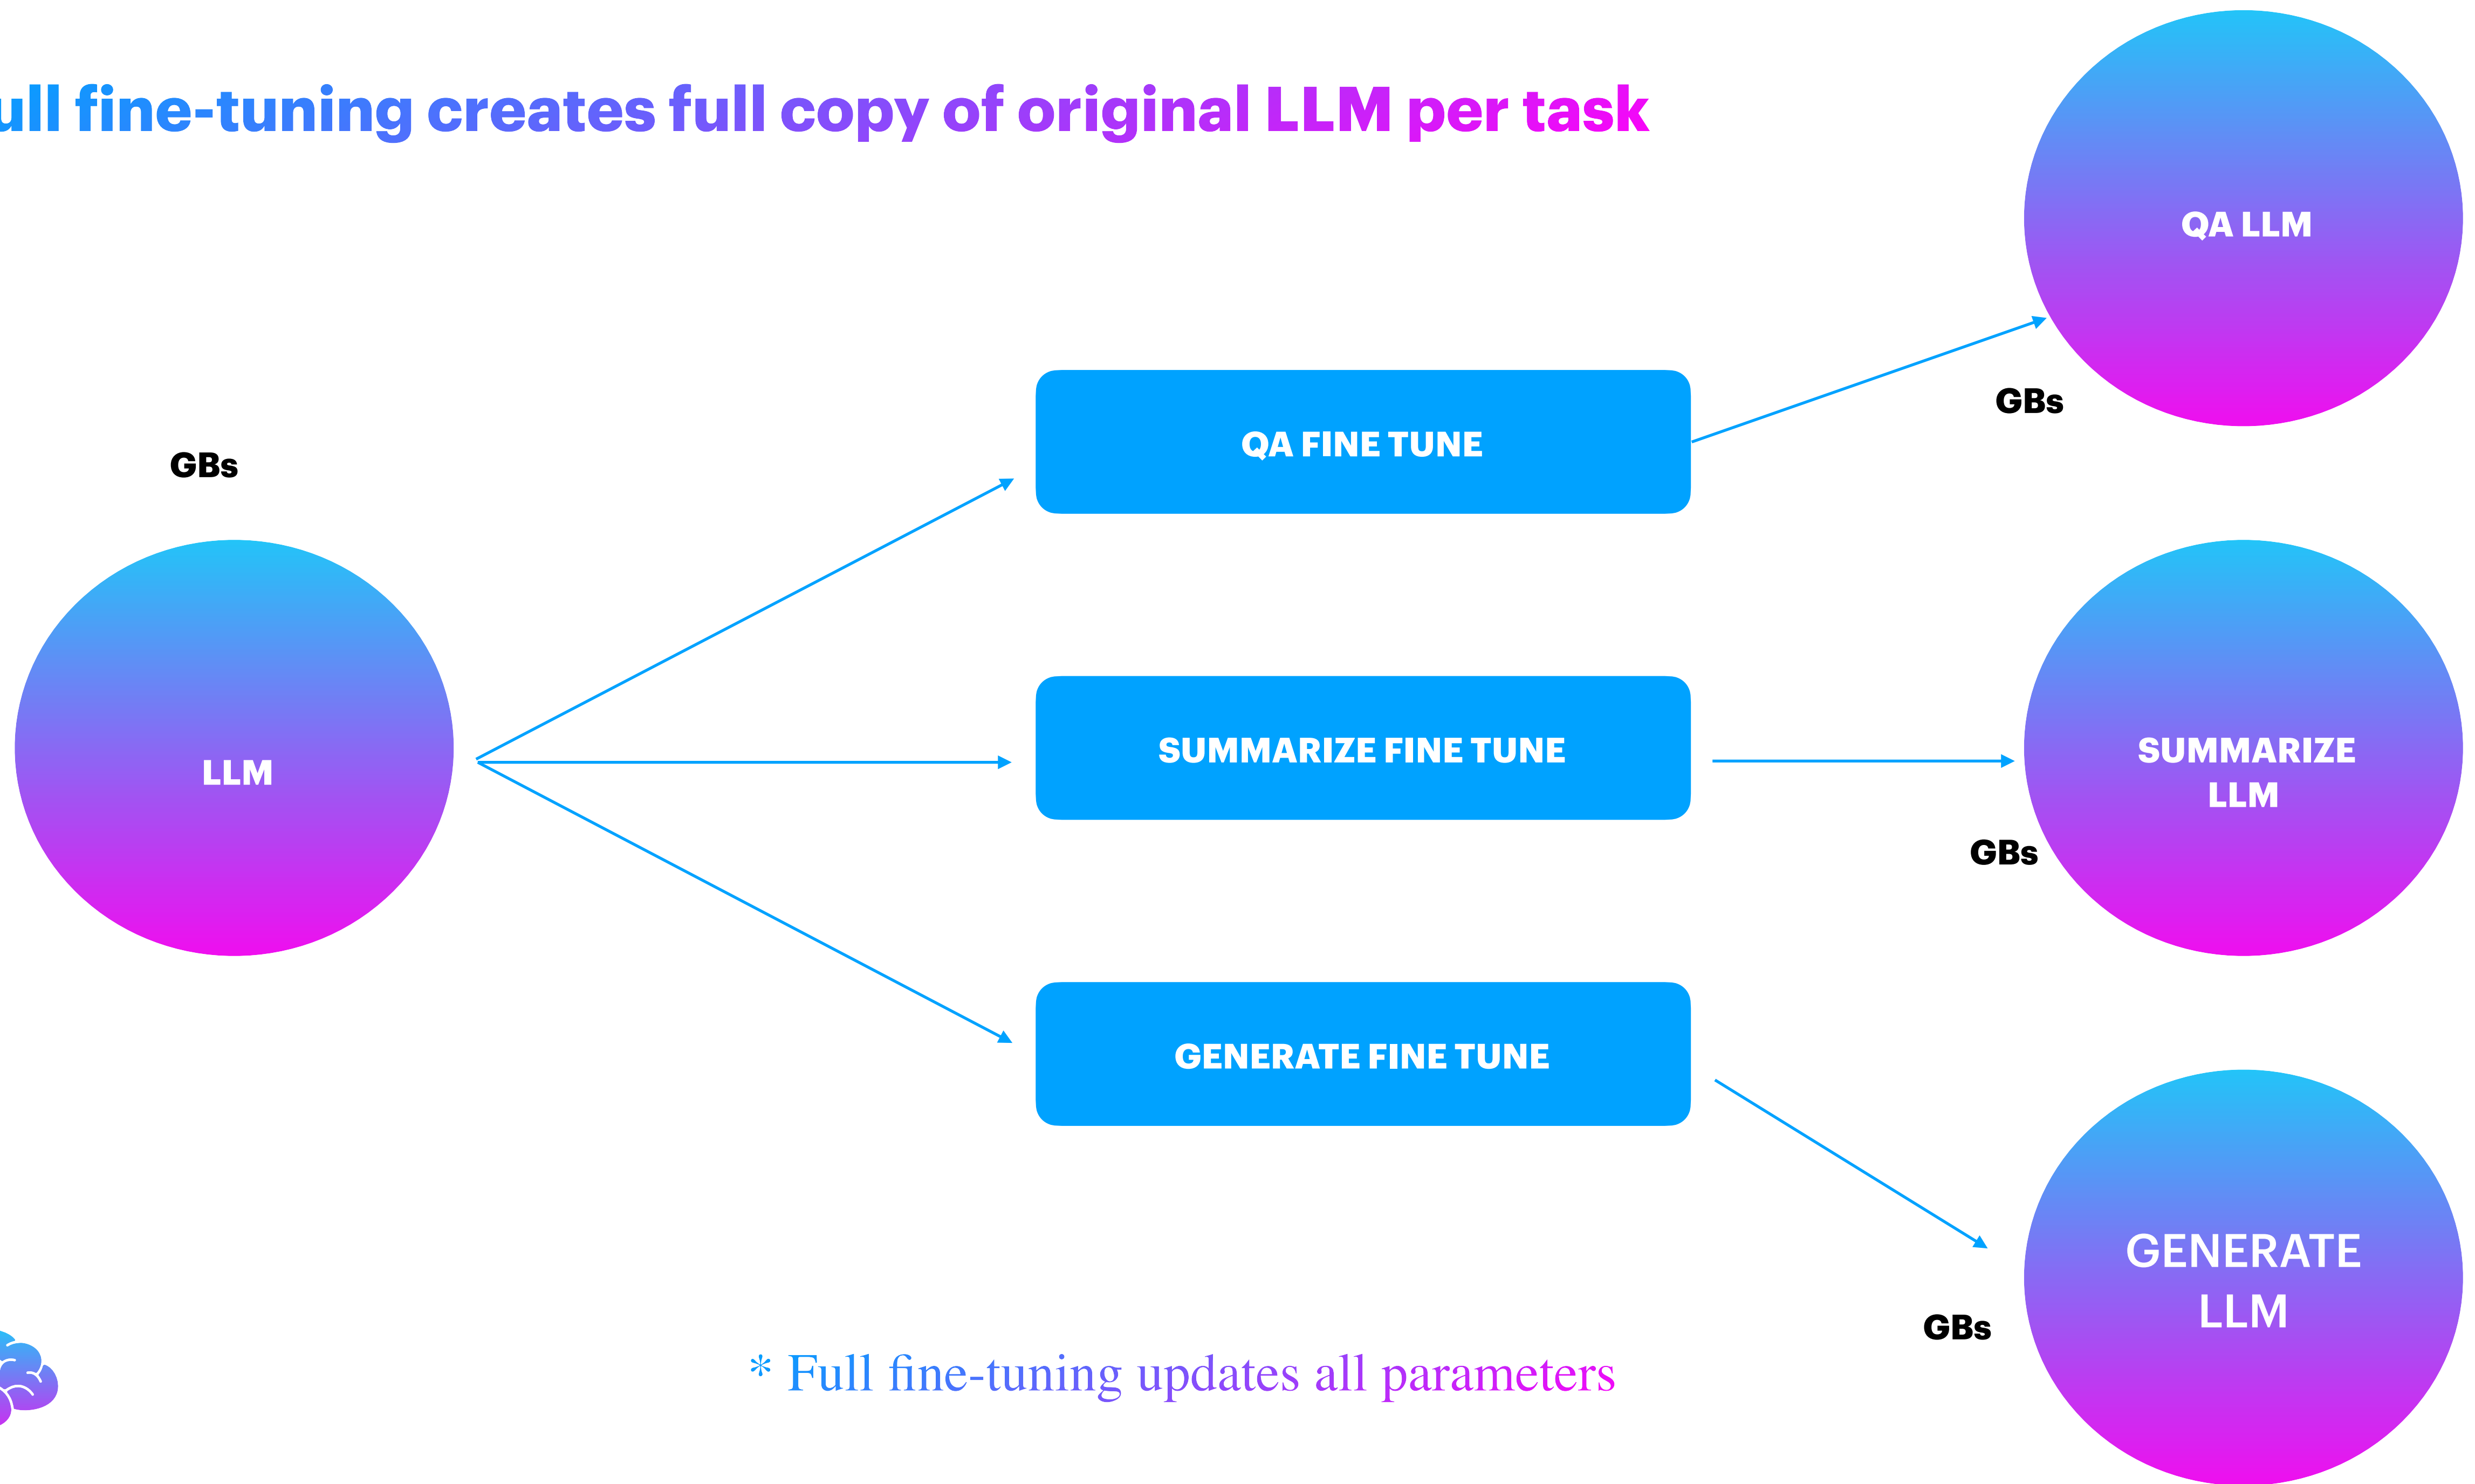 ull fine-tuning creates full copy of original LLM per task
QA LLM
GBs
QA FINE TUNE
GBs
LLM
SUMMARIZE FINE TUNE
SUMMARIZE
LLM
GBs
GENERATE FINE TUNE
GENERATE
LLM
GBs
* Full fine-tuning updates all parameters